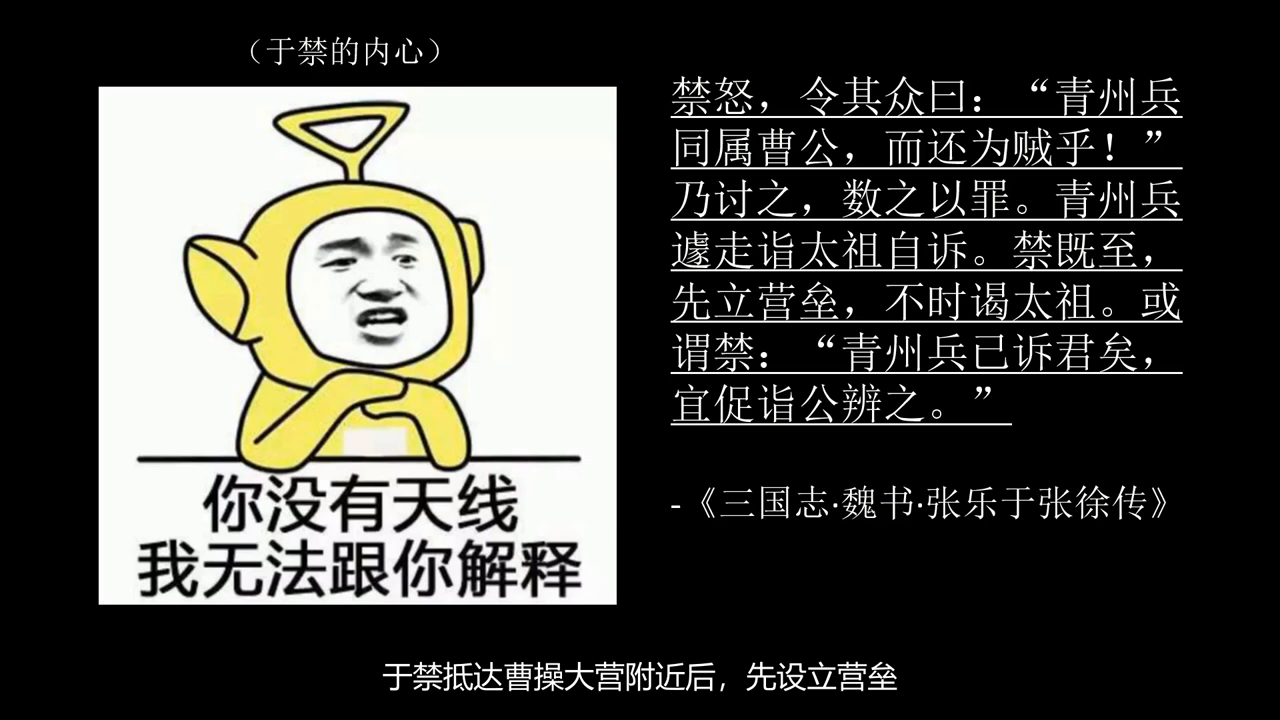 （于禁的内心）
你没有天线
我无法跟你解释
禁怒，令其众曰：“青州兵
同属曹公，而还为贼乎！”
乃讨之，数之以罪。青州兵
遽走诣太祖自诉。禁既至，
先立营垒，不时谒太祖。或
谓禁：“青州兵已诉君矣，
宜促诣公辨之。”
-《三国志·魏书·张乐于张徐传》
于禁抵达曹操大营附近后，先设立营垒